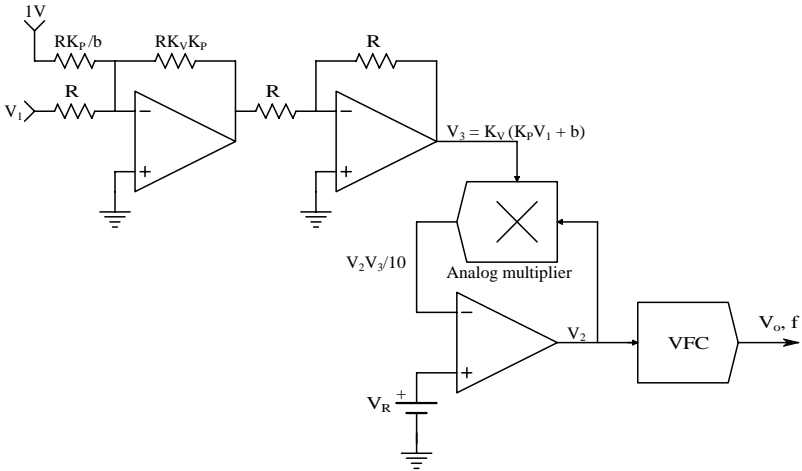 1V
RK_P/b
RK_VK_P
R
V_1
R
R
V_3 = K_V (K_PV_1 + b)
V_2V_3/10
Analog multiplier
V_2
VFC
V_o, f
V_R